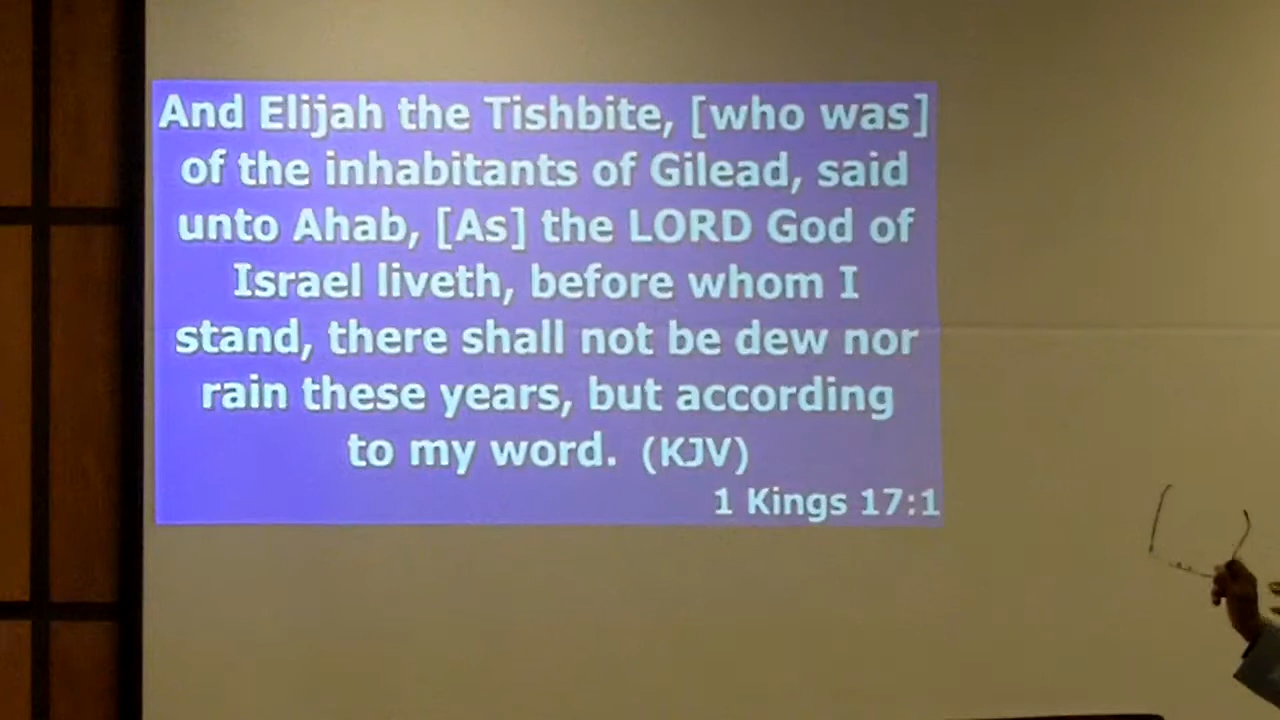 And Elijah the Tishbite, [who was]
of the inhabitants of Gilead, said
unto Ahab, [As] the LORD God of
Israel liveth, before whom I
stand, there shall not be dew nor
rain these years, but according
to my word. (KJV)
1 Kings 17:1